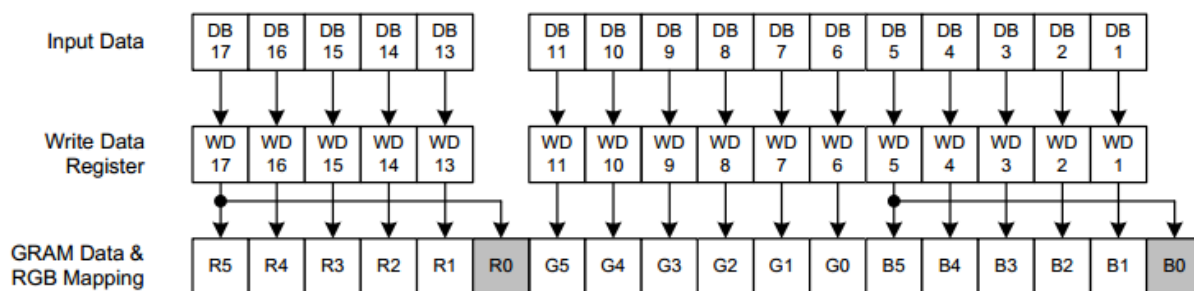 Input Data
DB 17 DB 16 DB 15 DB 14 DB 13 DB 11 DB 10 DB 9 DB 8 DB 7 DB 6 DB 5 DB 4 DB 3 DB 2 DB 1
Write Data Register
WD 17 WD 16 WD 15 WD 14 WD 13 WD 11 WD 10 WD 9 WD 8 WD 7 WD 6 WD 5 WD 4 WD 3 WD 2 WD 1
GRAM Data &
RGB Mapping
R5 R4 R3 R2 R1 R0 G5 G4 G3 G2 G1 G0 B5 B4 B3 B2 B1 B0